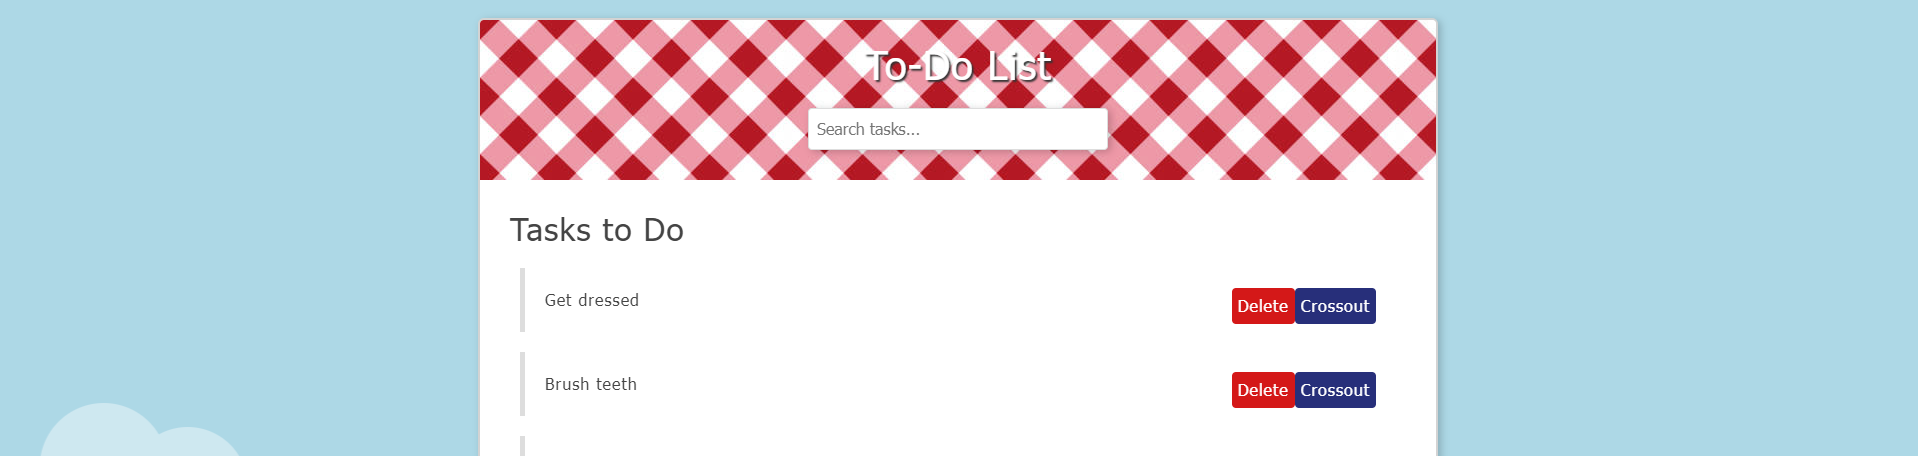 To-Do List
Search tasks...
Tasks to Do
Get dressed
Delete Crossout
Brush teeth
Delete Crossout